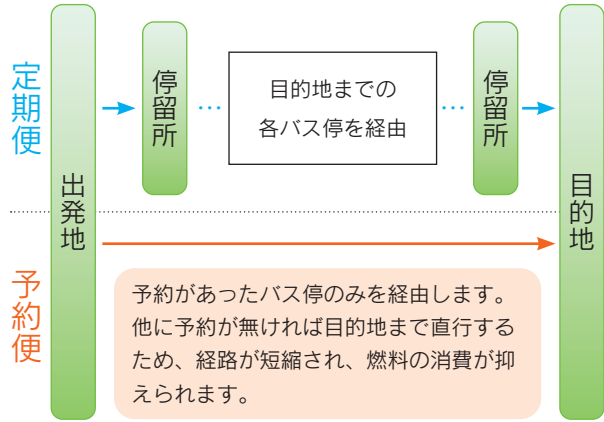 定期便
出発地
停留所
…
目的地までの
各バス停を経由
…
停留所
目的地
予約便
予約があったバス停のみを経由します。
他に予約が無ければ目的地まで直行する
ため、経路が短縮され、燃料の消費が抑
えられます。